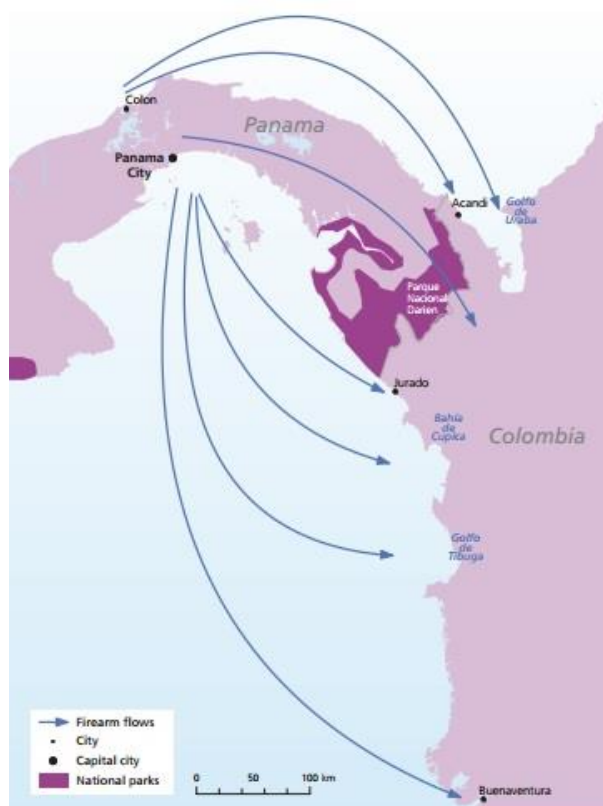 Colon
Panama
Panama
City
Acandi
Golfo
de
Uraba
Parque
Nacional
Darien
Jurado
Bahia
de
Cupica
Colombia
Golfo
de
Tibuga
Firearm flows
City
Capital city
National parks
0 50 100 km
Buenaventura